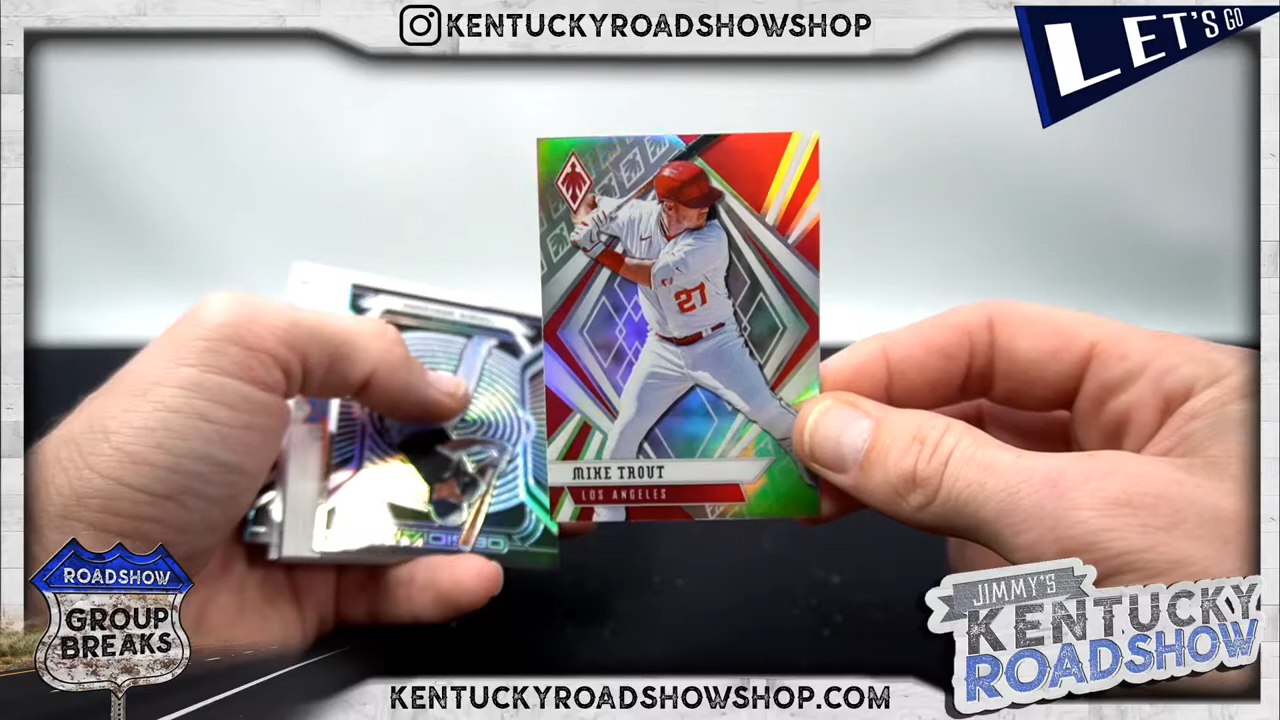 KENTUCKYROADSHOWSHOP
LET'S GO
27
MIKE TROUT
LOS ANGELES
ROADSHOW
GROUP
BREAKS
JIMMY'S
KENTUCKY
ROADSHOW
KENTUCKYROADSHOWSHOP.COM